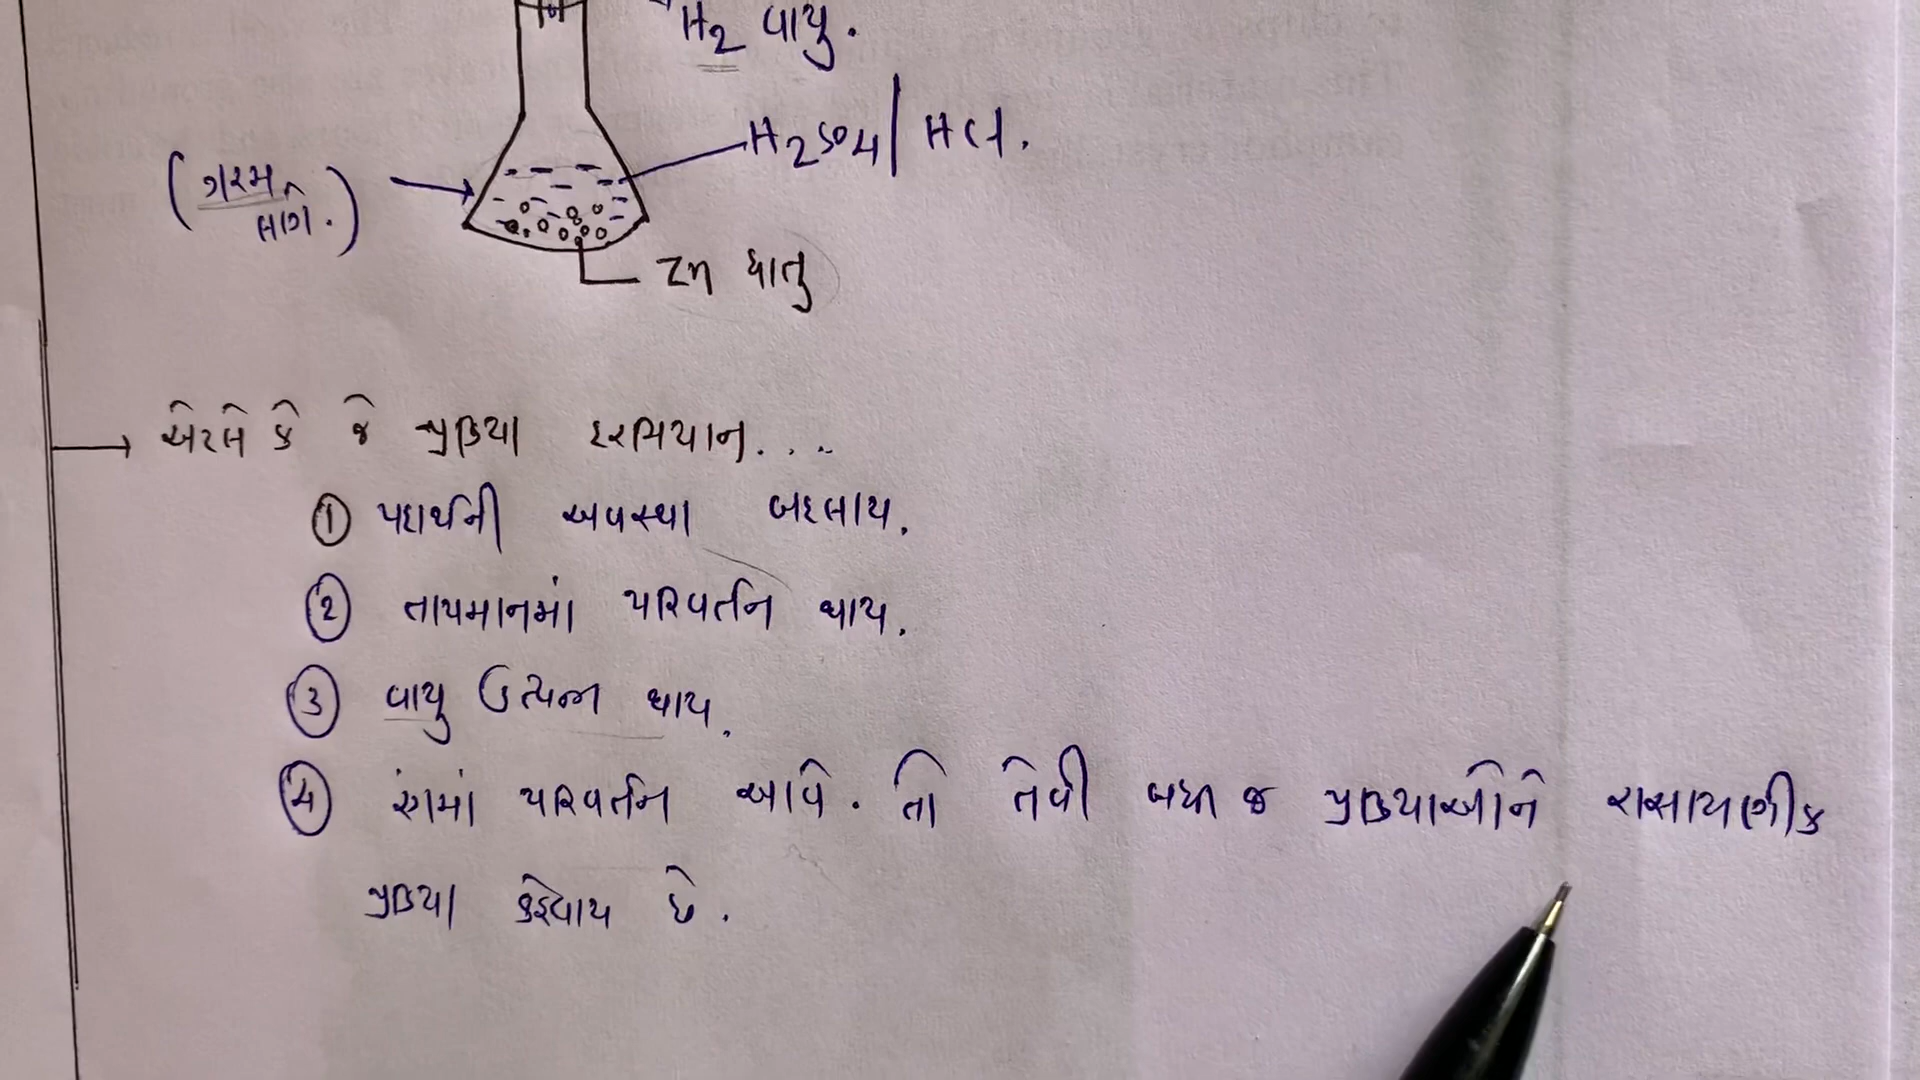 H2 વાયુ.
H2SO4 / HCl.
(ગરમ
લાગે.)
Zn ધાતુ
એટલે કે જે પ્રક્રિયા દરમિયાન...
① પદાર્થની અવસ્થા બદલાય.
② તાપમાનમાં પરિવર્તન થાય.
③ વાયુ ઉત્પન્ન થાય.
④ રંગમાં પરિવર્તન આવે. તો તેવી બધા જ પ્રક્રિયાઓને રાસાયણીક
પ્રક્રિયા કહેવાય છે.